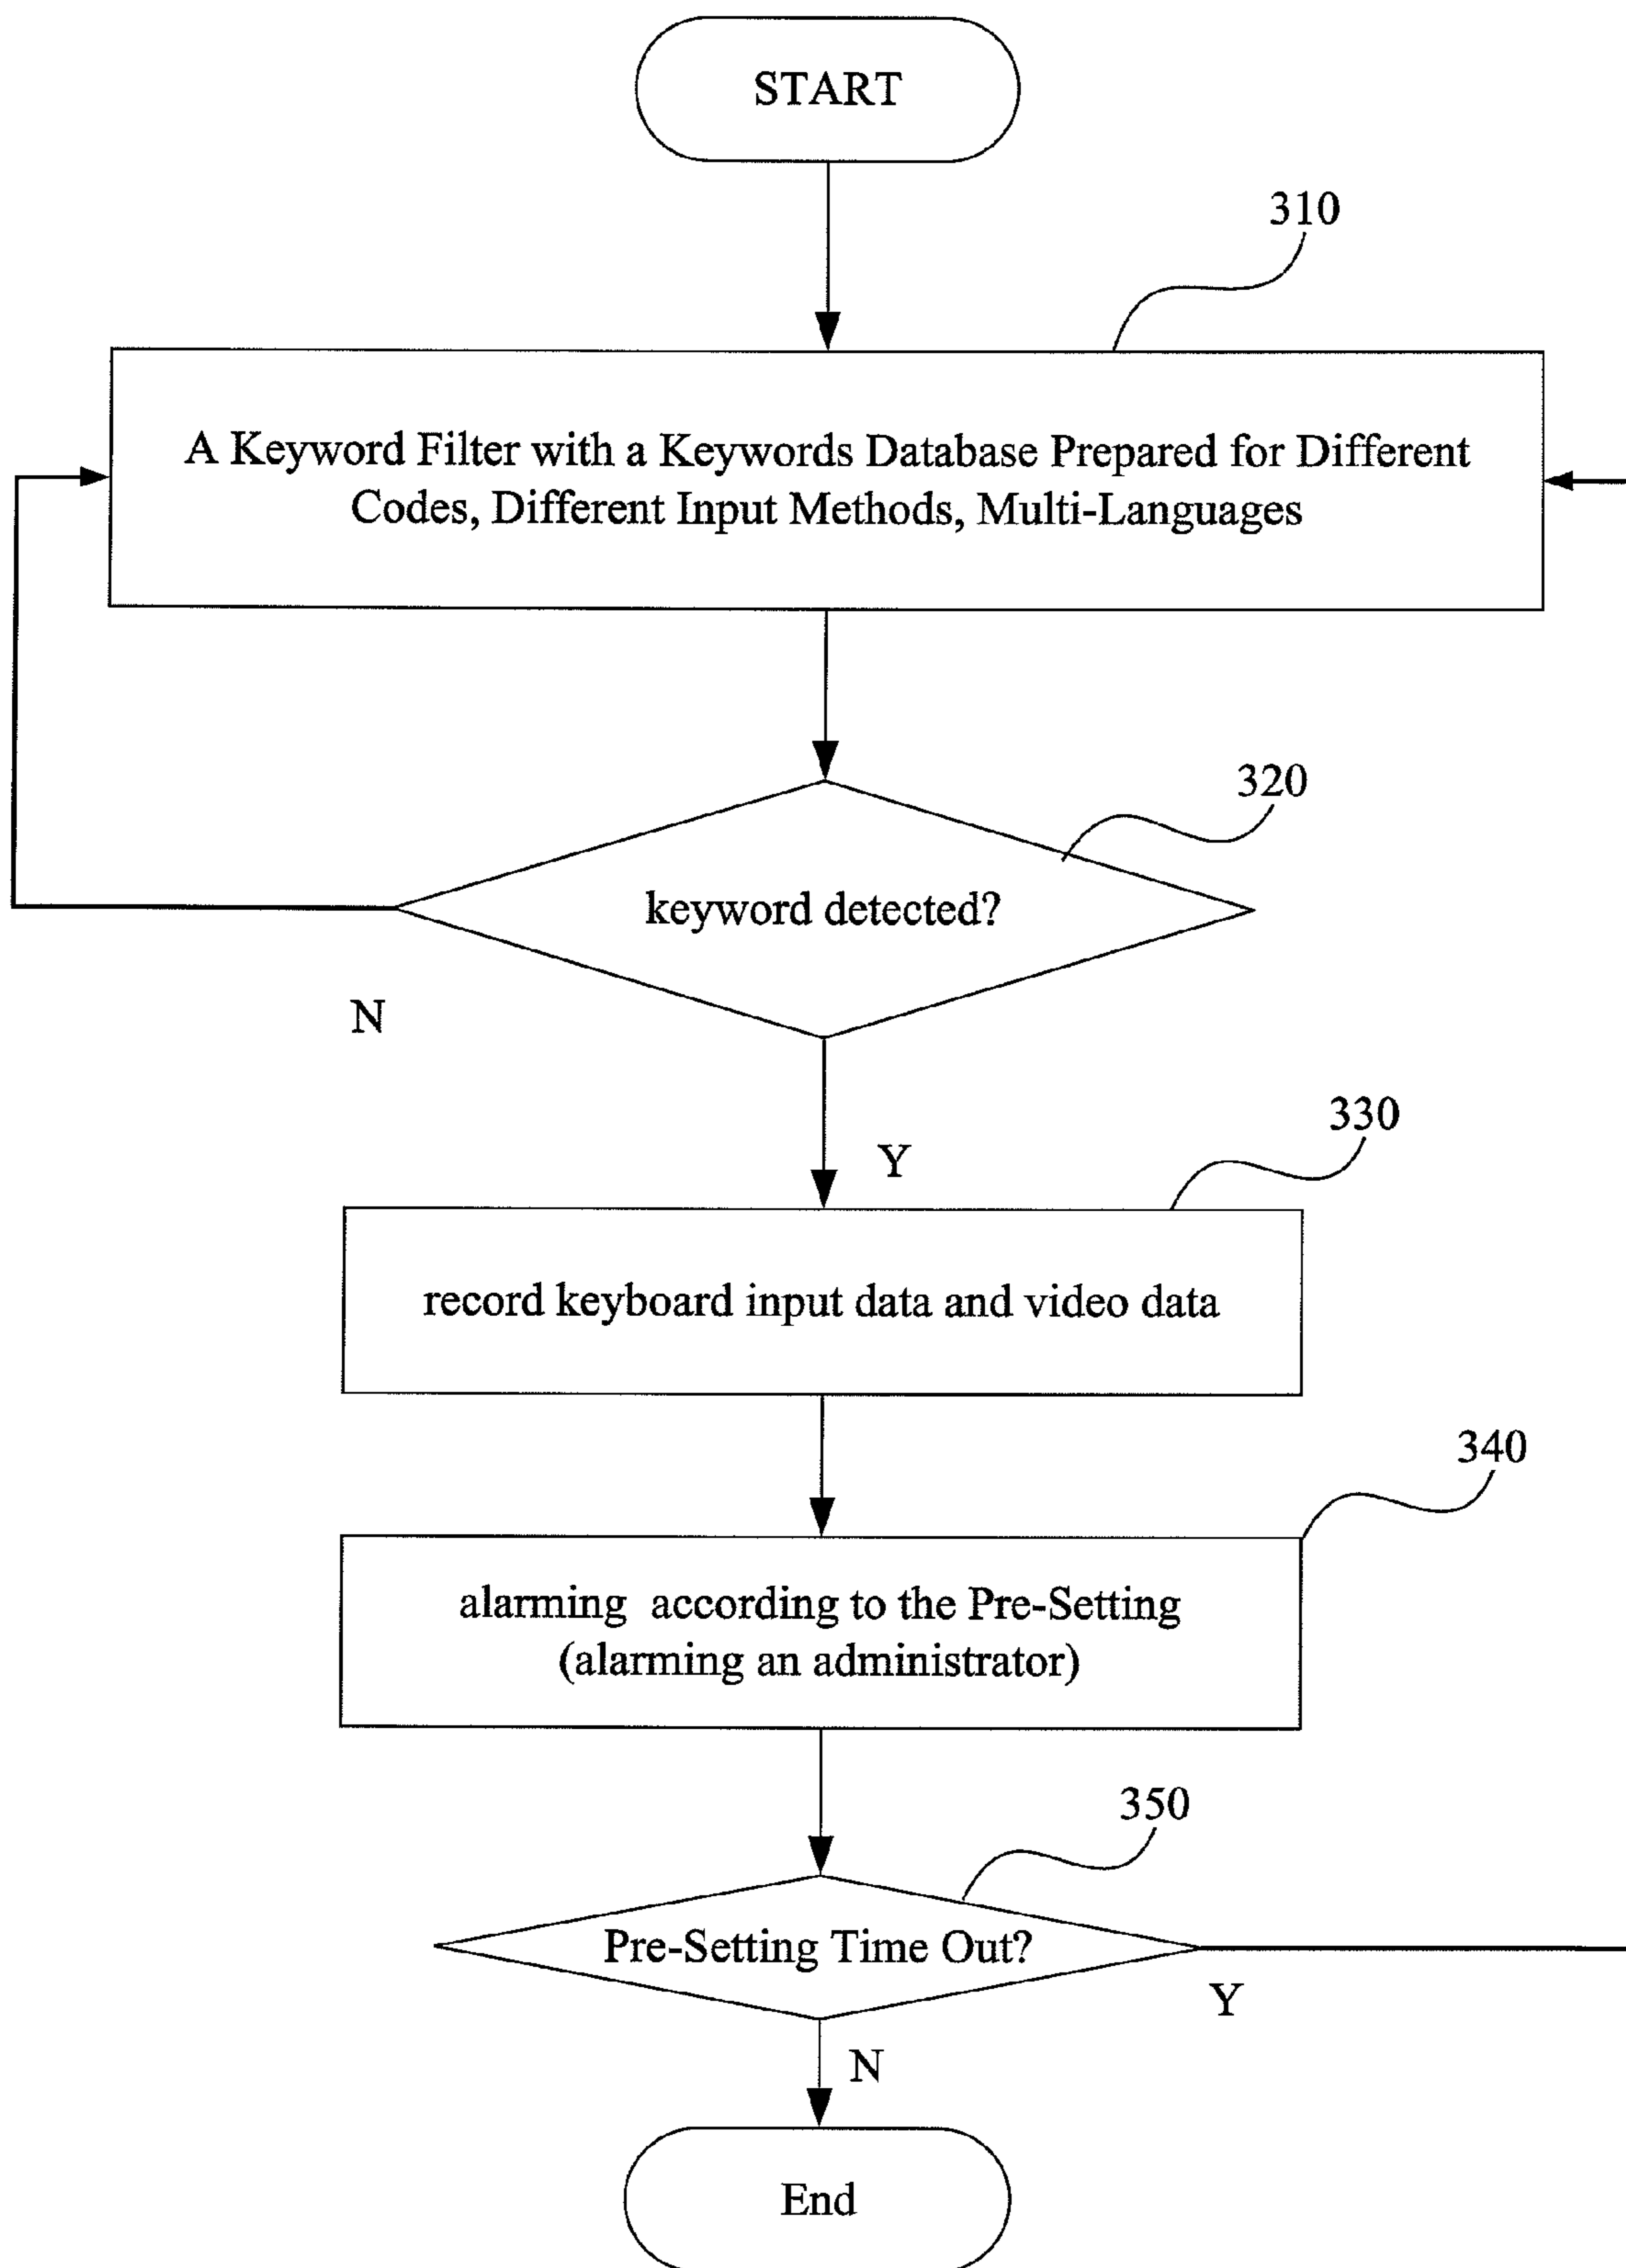 START
310
A Keyword Filter with a Keywords Database Prepared for Different
Codes, Different Input Methods, Multi-Languages
320
keyword detected?
N
Y
330
record keyboard input data and video data
340
alarming according to the Pre-Setting
(alarming an administrator)
350
Pre-Setting Time Out?
Y
N
End